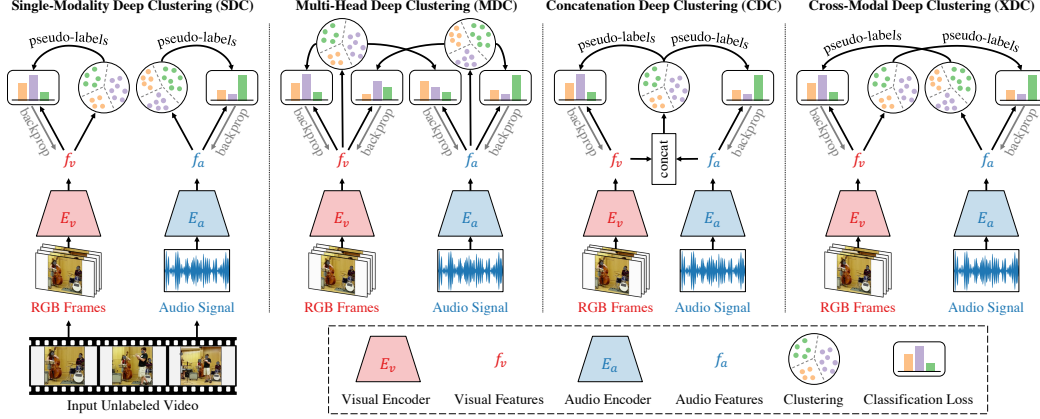 Single-Modality Deep Clustering (SDC)
pseudo-labels
pseudo-labels
backprop
backprop
f_v
f_a
E_v
E_a
RGB Frames
Audio Signal
Input Unlabeled Video
Multi-Head Deep Clustering (MDC)
backprop
backprop
backprop
backprop
f_v
f_a
E_v
E_a
RGB Frames
Audio Signal
Concatenation Deep Clustering (CDC)
pseudo-labels
pseudo-labels
backprop
backprop
f_v
concat
f_a
E_v
E_a
RGB Frames
Audio Signal
Cross-Modal Deep Clustering (XDC)
pseudo-labels
pseudo-labels
backprop
backprop
f_v
f_a
E_v
E_a
RGB Frames
Audio Signal
E_v
f_v
E_a
f_a
Visual Encoder
Visual Features
Audio Encoder
Audio Features
Clustering
Classification Loss